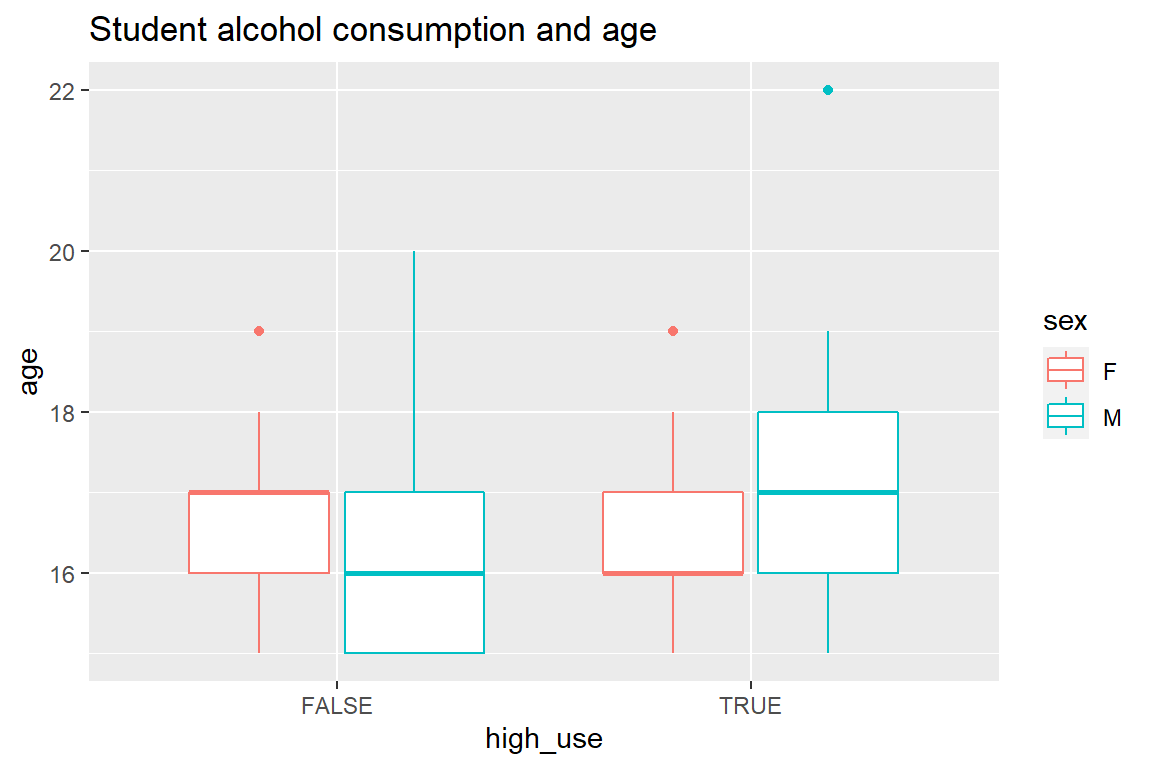 Student alcohol consumption and age
22
20
18
16
age
FALSE
TRUE
high_use
sex
F
M